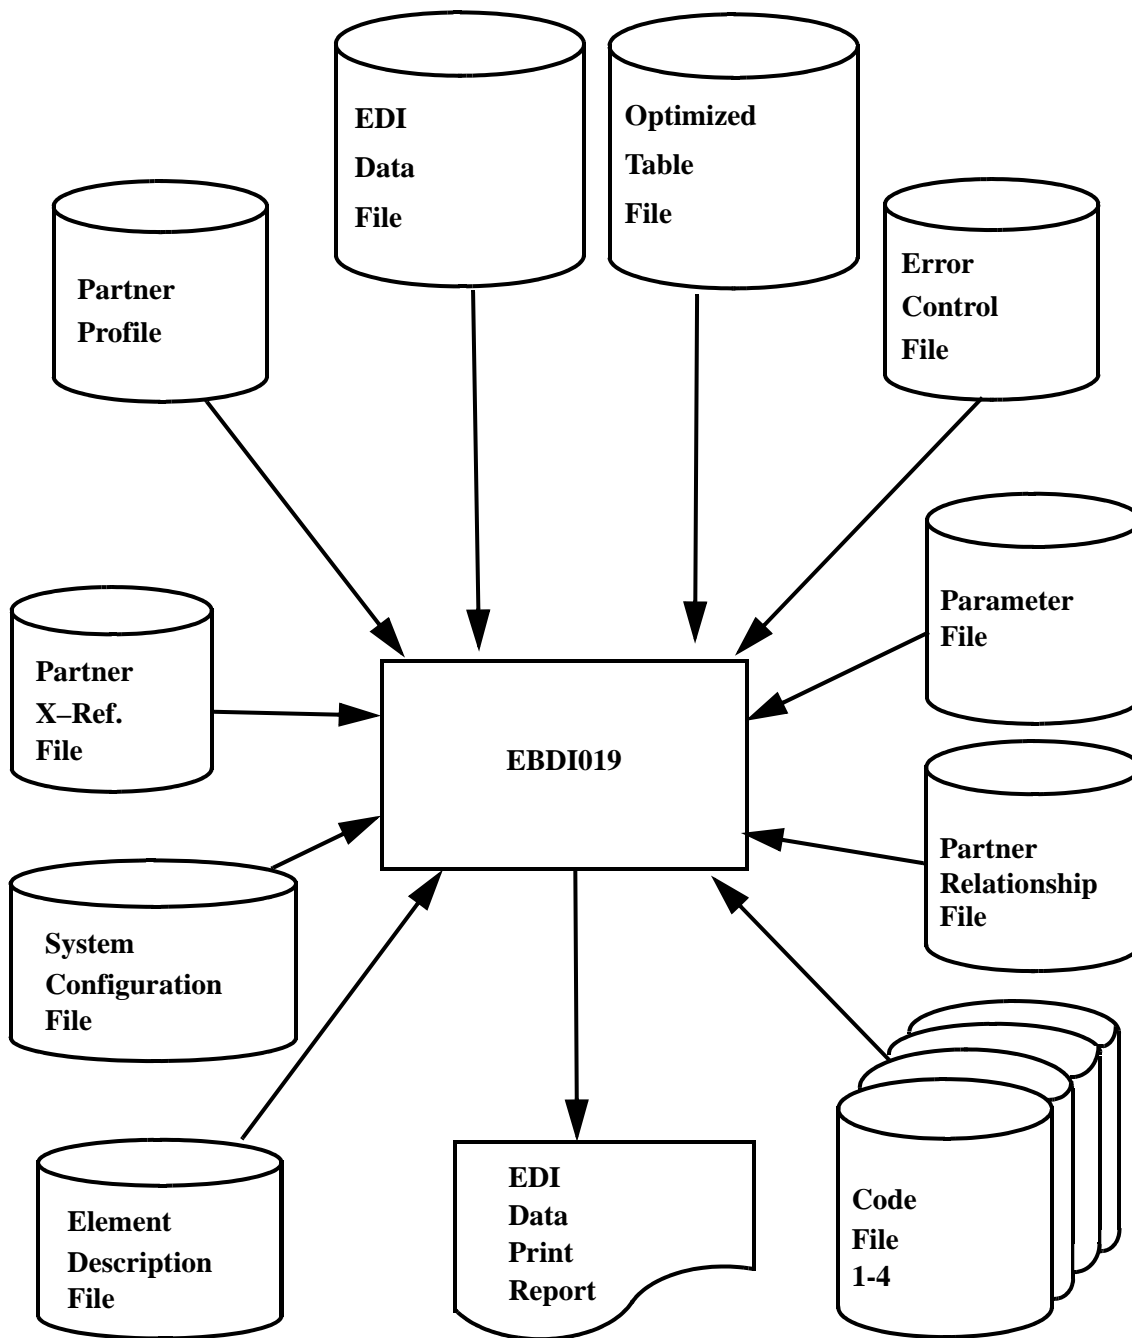 EDI
Data
File
Optimized
Table
File
Partner
Profile
Error
Control
File
Parameter
File
Partner
X–Ref.
File
EBDI019
Partner
Relationship
File
System
Configuration
File
Element
Description
File
EDI
Data
Print
Report
Code
File
1-4